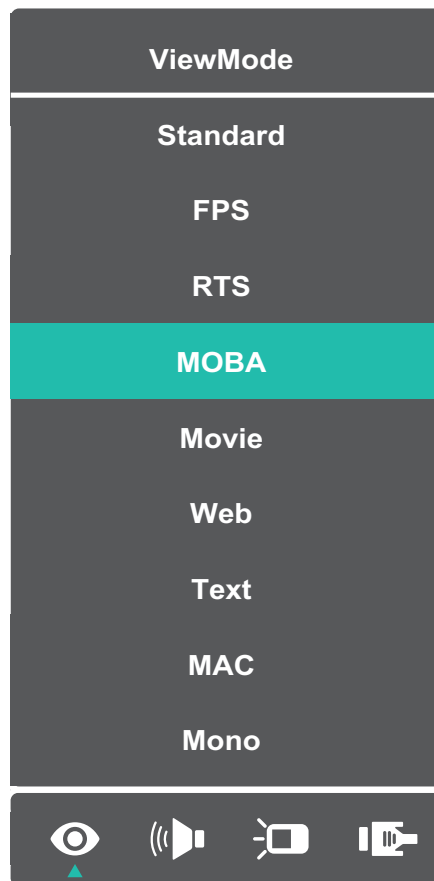 ViewMode
Standard
FPS
RTS
MOBA
Movie
Web
Text
MAC
Mono